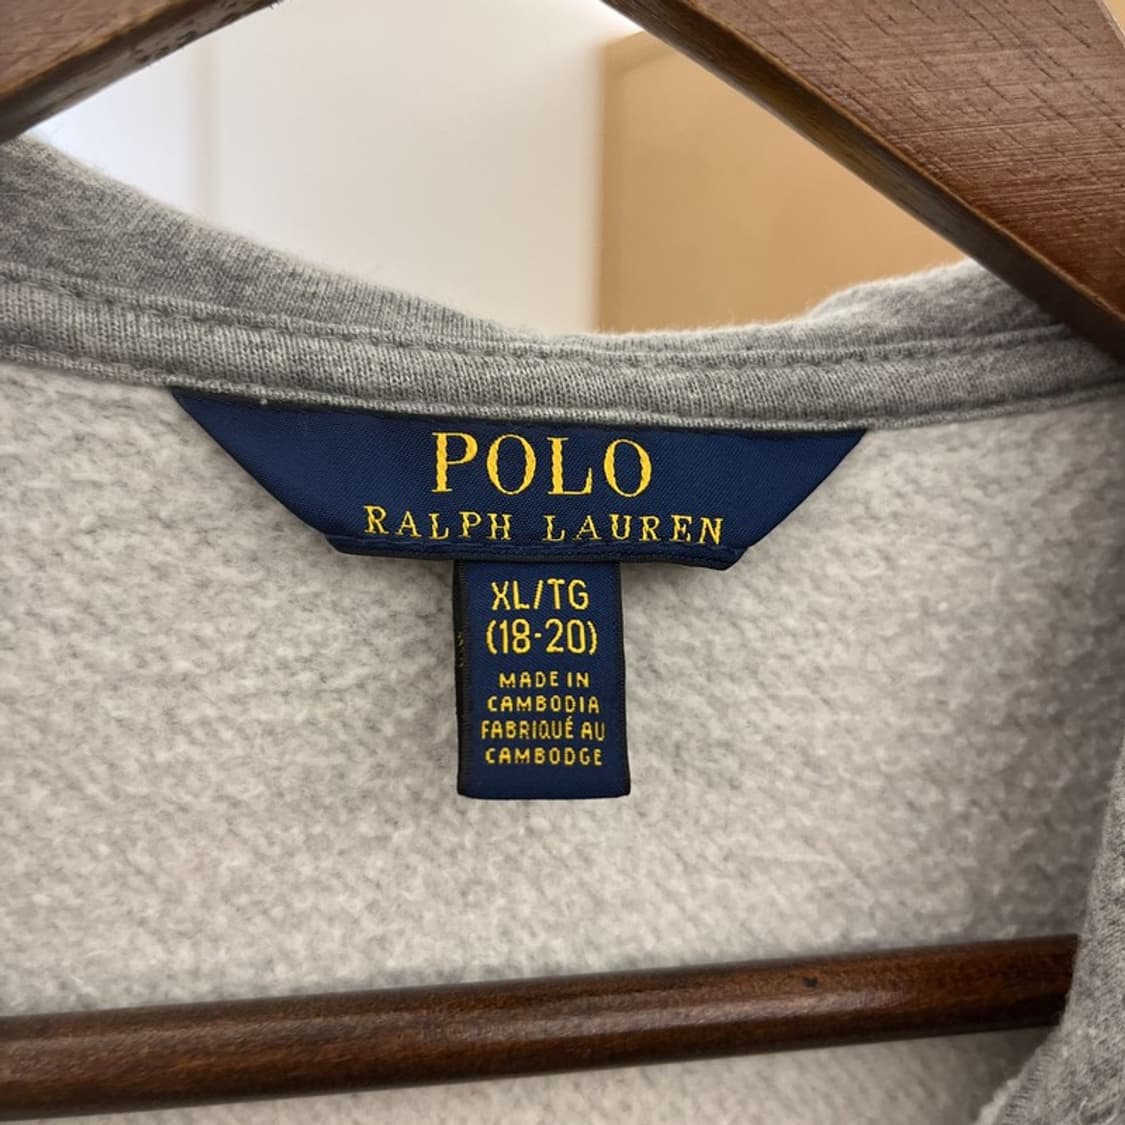 POLO
RALPH LAUREN
XL/TG
(18-20)
MADE IN
CAMBODIA
FABRIQUÉ AU
CAMBODGE